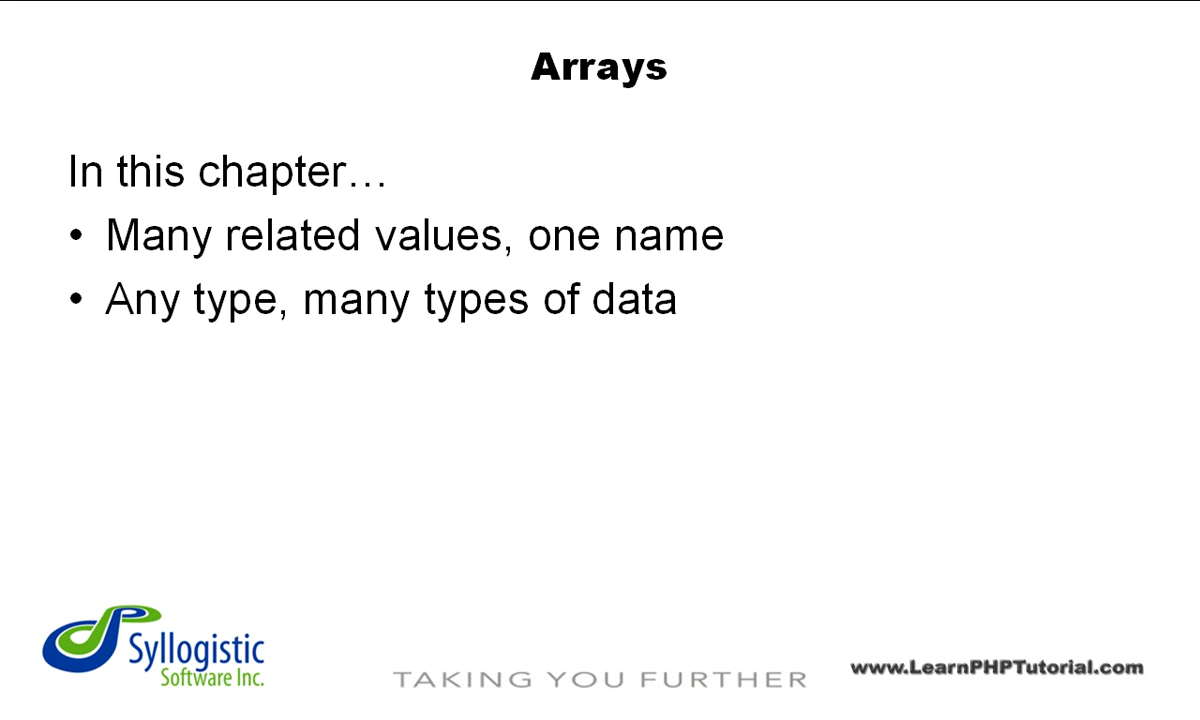 Arrays
In this chapter…
• Many related values, one name
• Any type, many types of data
Syllogistic
Software Inc.
TAKING YOU FURTHER
www.LearnPHPTutorial.com